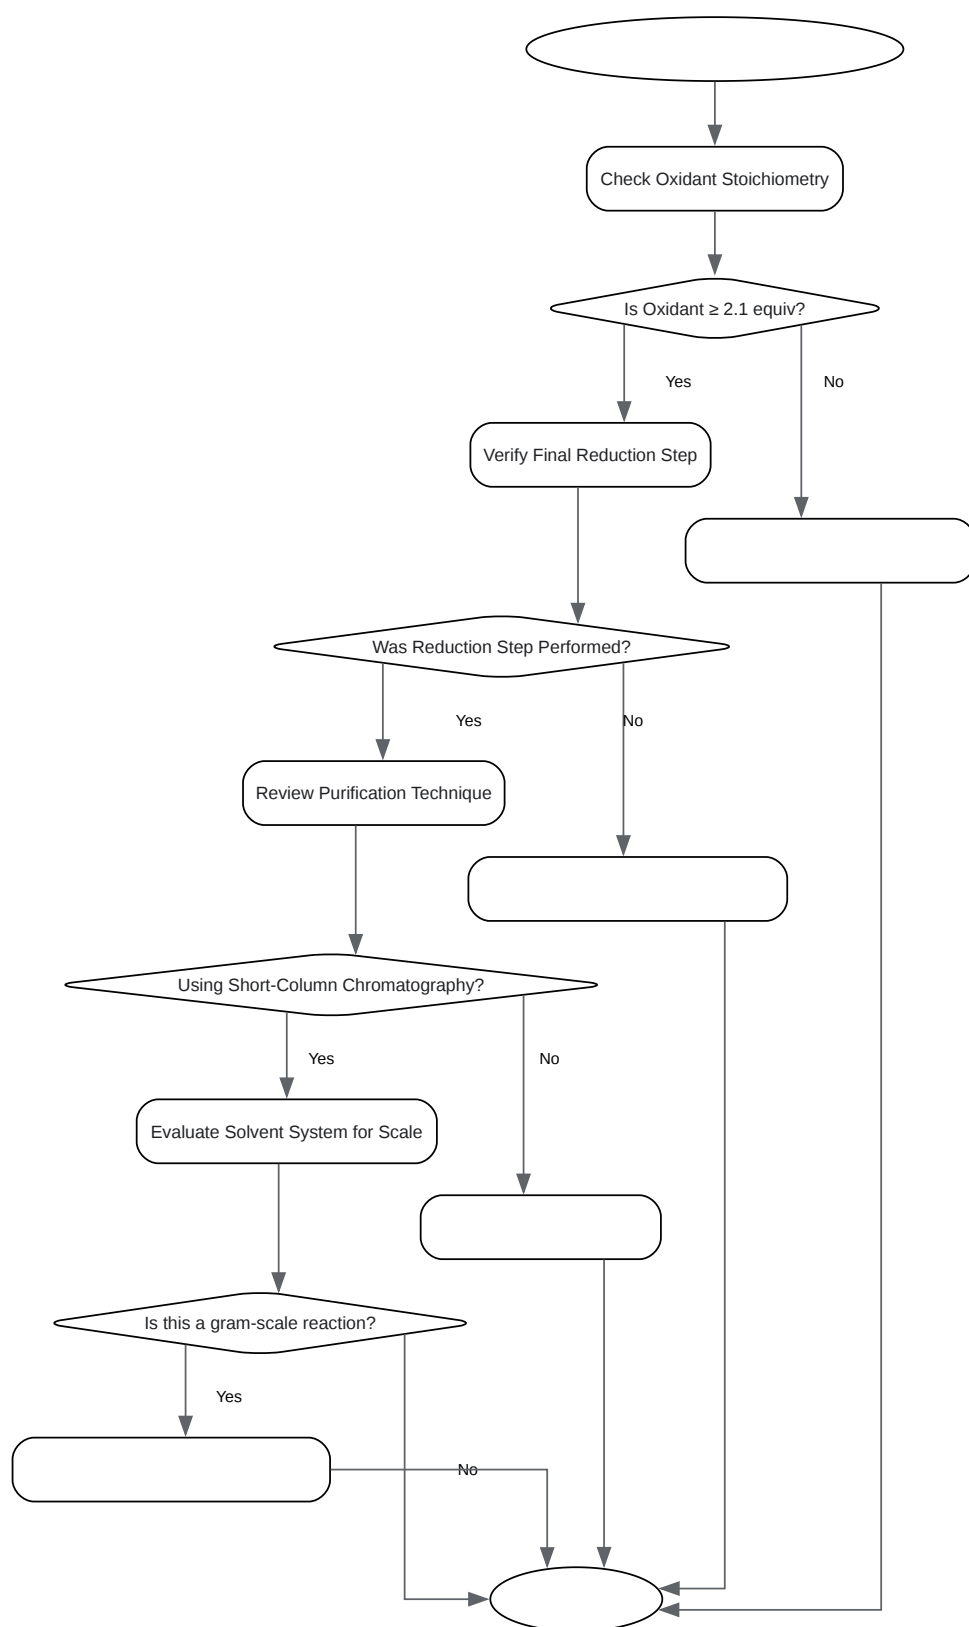 Check Oxidant Stoichiometry
Is Oxidant ≥ 2.1 equiv?
Yes
No
Verify Final Reduction Step
Was Reduction Step Performed?
Yes
No
Review Purification Technique
Using Short-Column Chromatography?
Yes
No
Evaluate Solvent System for Scale
Is this a gram-scale reaction?
Yes
No